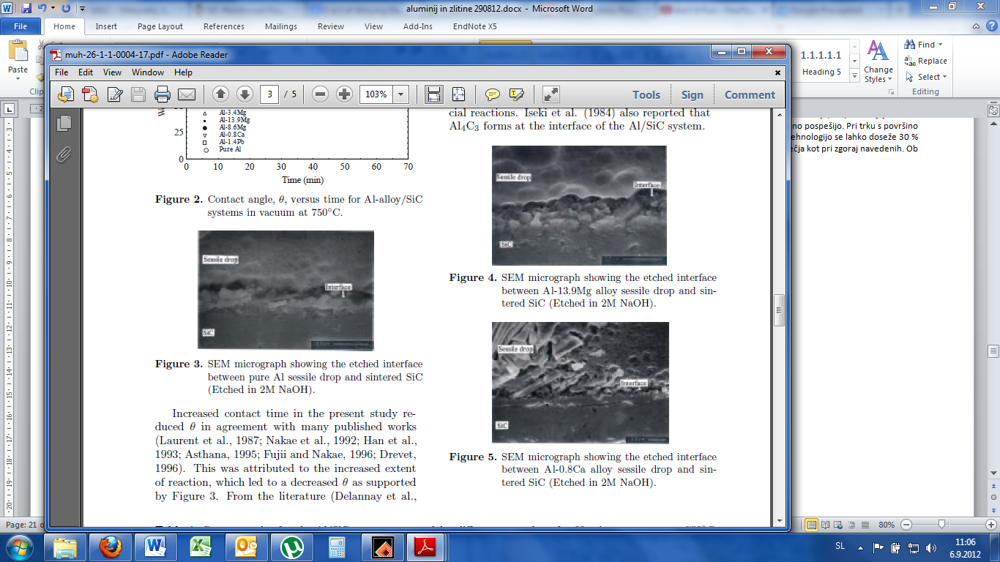 aluminij in zlitine 290812.docx - Microsoft Word
File
Home
Insert
Page Layout
References
Mailings
Review
View
Add-Ins
EndNote X5
Paste
1.1.1.1.1
Heading 5
Change
Styles
Find
Replace
Select
Editing
muh-26-1-1-0004-17.pdf - Adobe Reader
File Edit View Window Help
3 / 5
103%
Tools
Sign
Comment
Al-3.4Mg
Al-13.9Mg
Al-8.6Mg
Al-0.8Ca
Al-1.4Pb
Pure Al
25
0
0 10 20 30 40 50 60 70
Time (min)
Figure 2. Contact angle, θ, versus time for Al-alloy/SiC
systems in vacuum at 750°C.
Sessile drop
Interface
SiC
Figure 3. SEM micrograph showing the etched interface
between pure Al sessile drop and sintered SiC
(Etched in 2M NaOH).
Increased contact time in the present study re-
duced θ in agreement with many published works
(Laurent et al., 1987; Nakae et al., 1992; Han et al.,
1993; Asthana, 1995; Fujii and Nakae, 1996; Drevet,
1996). This was attributed to the increased extent
of reaction, which led to a decreased θ as supported
by Figure 3. From the literature (Delannay et al.,
cial reactions. Iseki et al. (1984) also reported that
Al4C3 forms at the interface of the Al/SiC system.
Sessile drop
Interface
SiC
Figure 4. SEM micrograph showing the etched interface
between Al-13.9Mg alloy sessile drop and sin-
tered SiC (Etched in 2M NaOH).
Sessile drop
Interface
SiC
Figure 5. SEM micrograph showing the etched interface
between Al-0.8Ca alloy sessile drop and sin-
tered SiC (Etched in 2M NaOH).
no pospešijo. Pri trku s površino
ehnologijo se lahko doseže 30 %
ečja kot pri zgoraj navedenih. Ob
Page: 21 o
80%
SL
11:06
6.9.2012